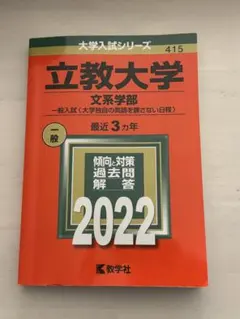 大学入試シリーズ
415
立教大学
文系学部
一般入試〈大学独自の英語を課さない日程〉
最近3カ年
一般
傾向と対策
過去問
解答
2022
教学社